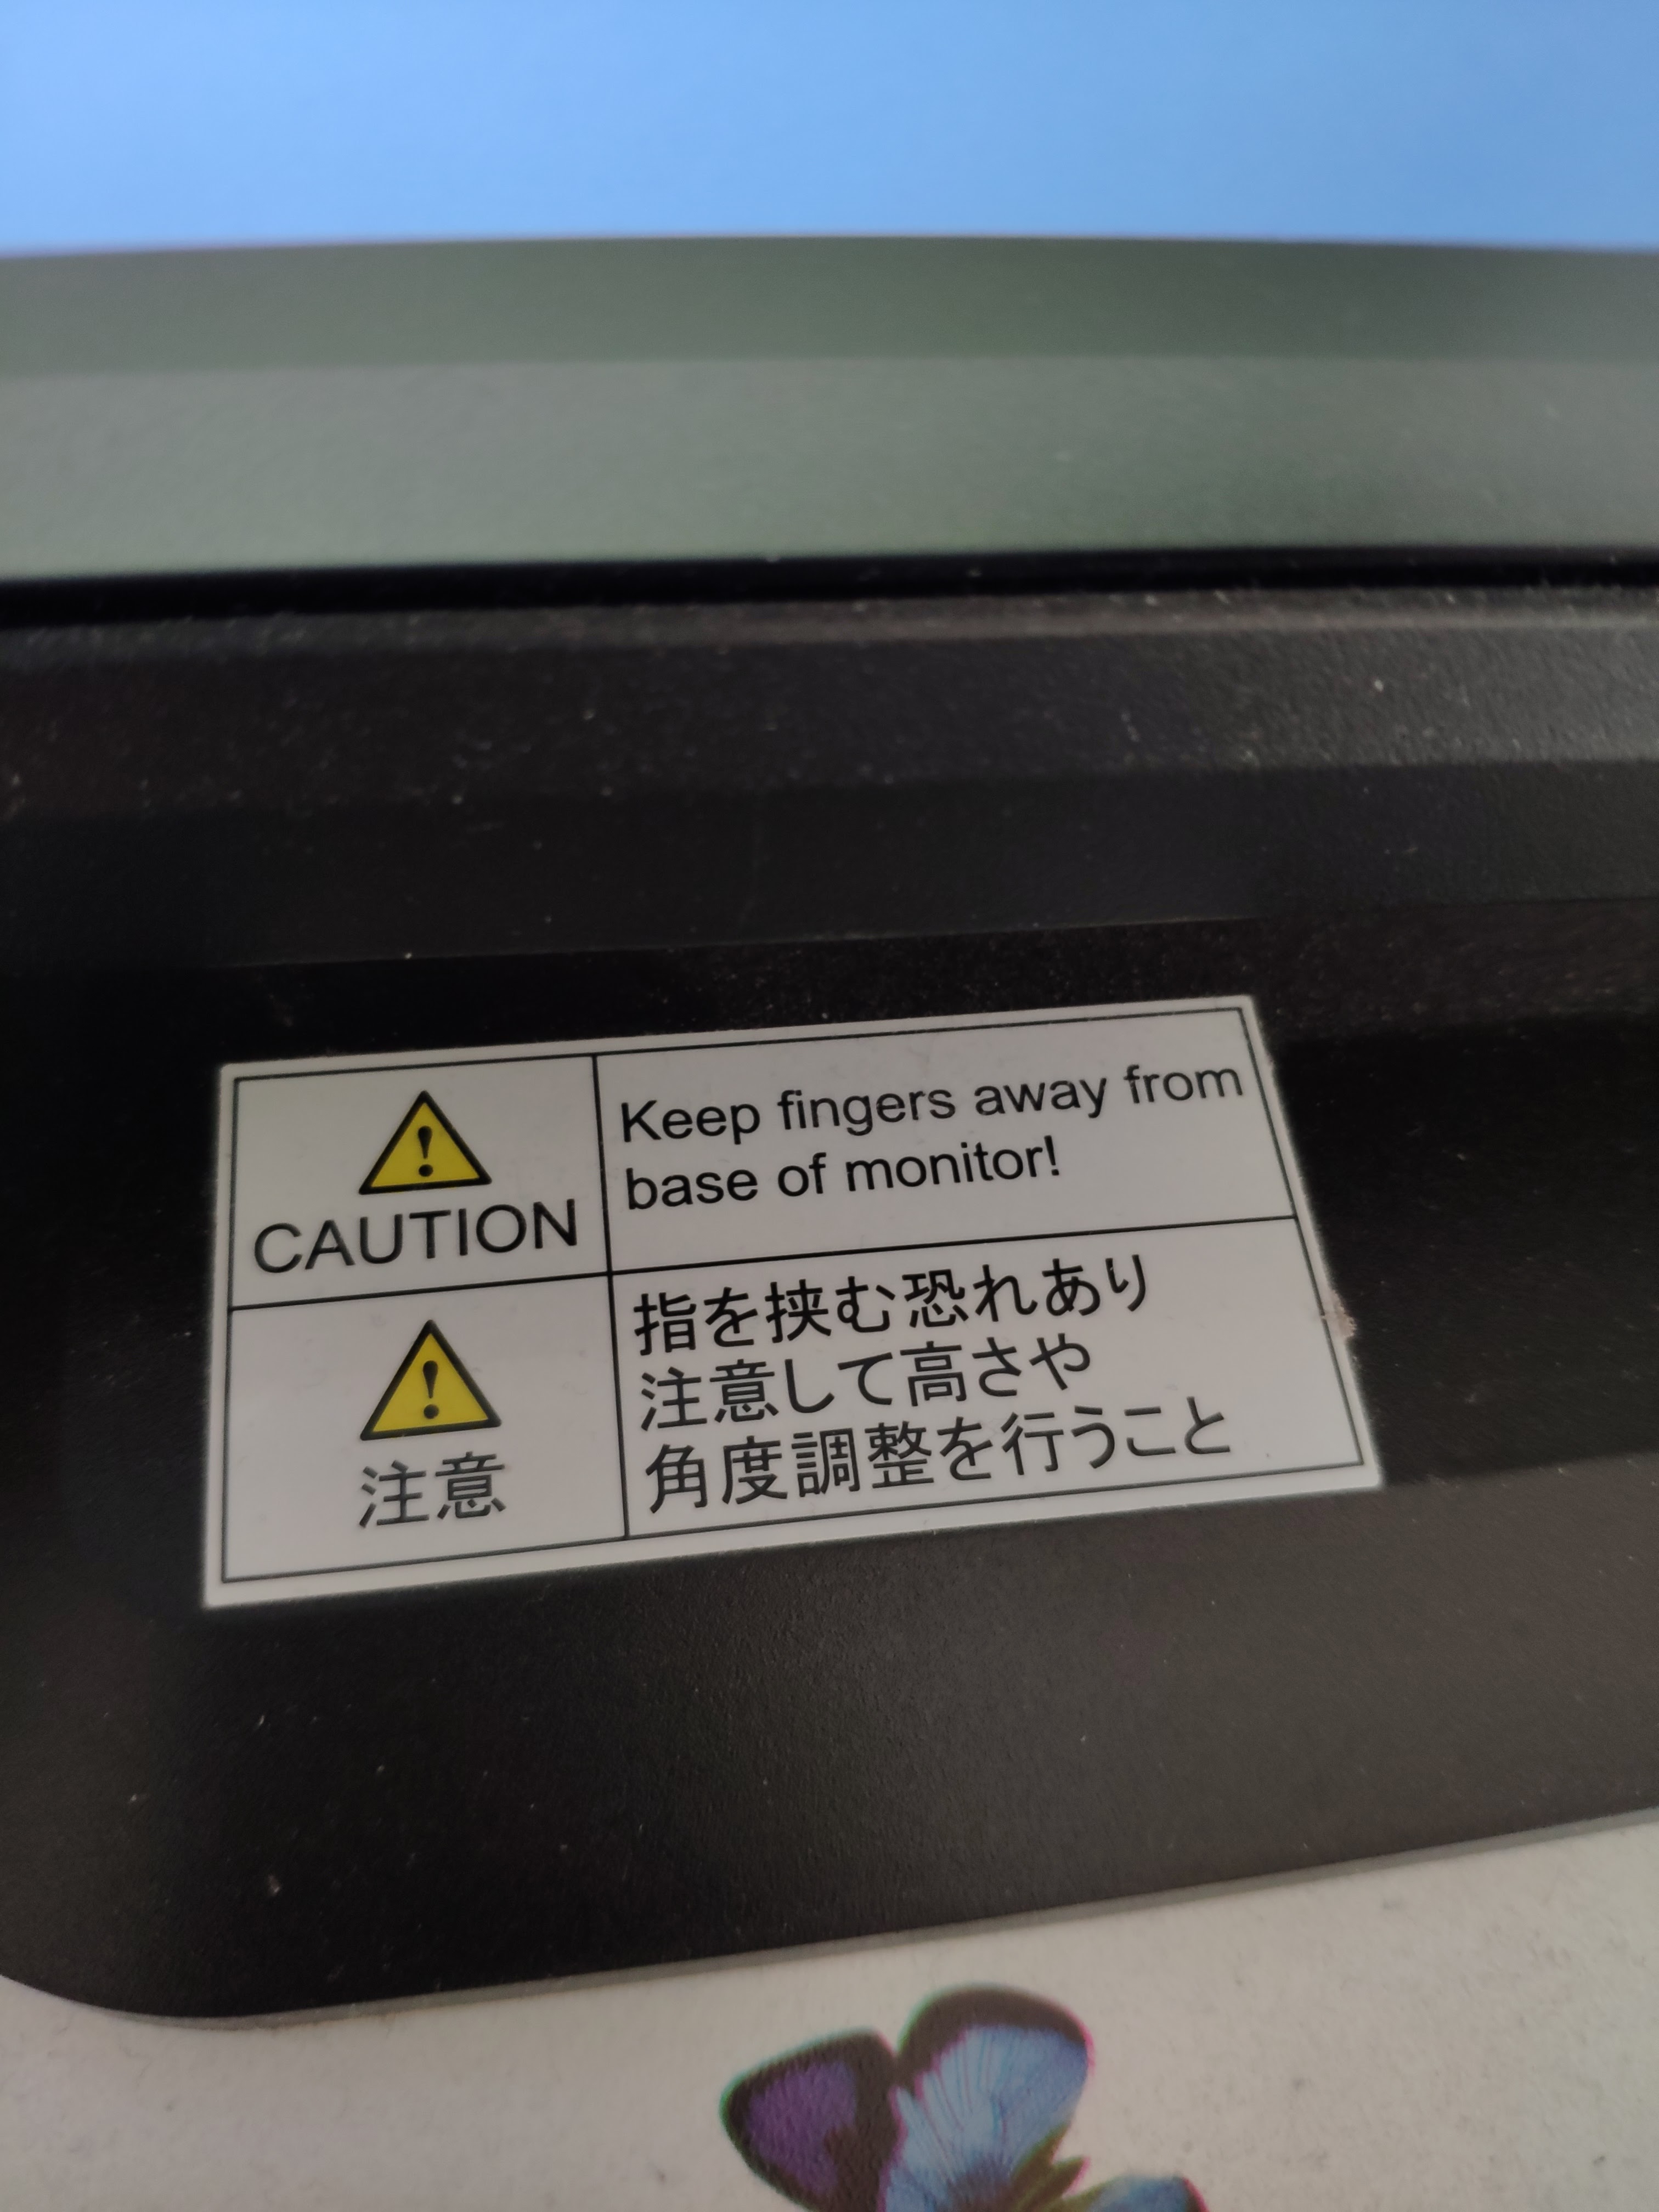 CAUTION
Keep fingers away from
base of monitor!
注意
指を挟む恐れあり
注意して高さや
角度調整を行うこと